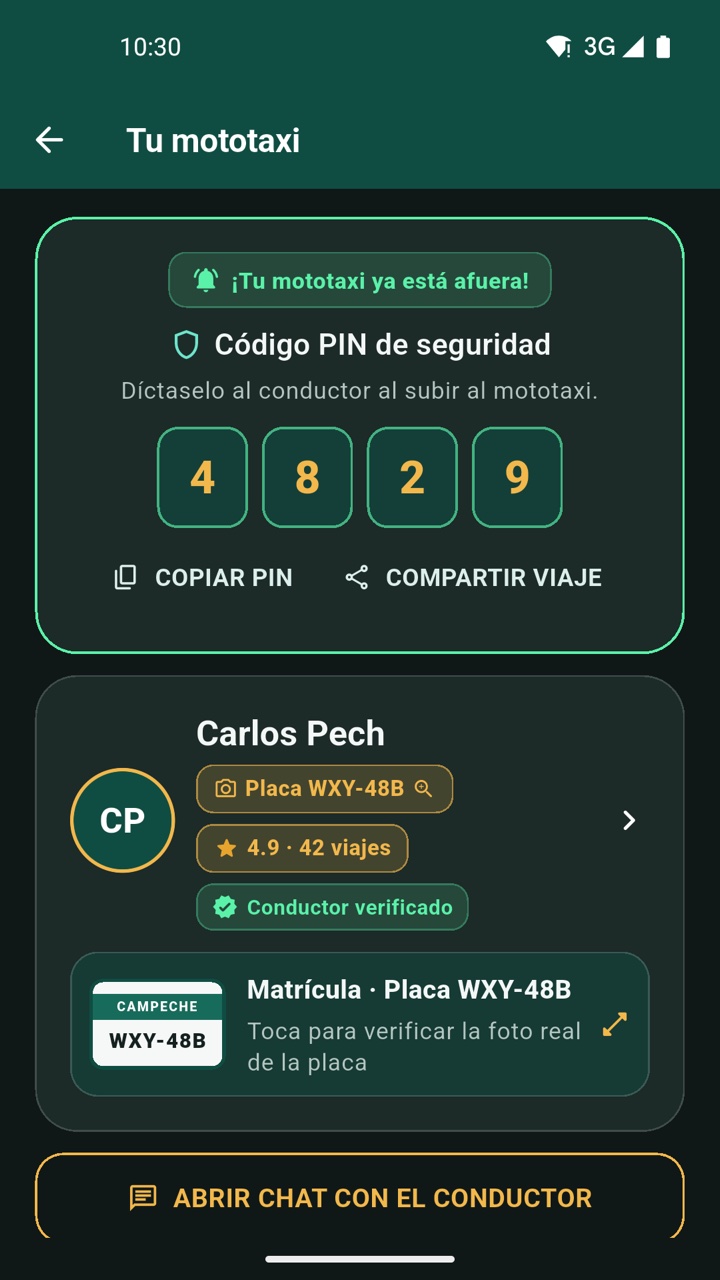 10:30
3G
Tu mototaxi
¡Tu mototaxi ya está afuera!
Código PIN de seguridad
Díctaselo al conductor al subir al mototaxi.
4 8 2 9
COPIAR PIN COMPARTIR VIAJE
Carlos Pech
CP
Placa WXY-48B
4.9 · 42 viajes
Conductor verificado
CAMPECHE
WXY-48B
Matrícula · Placa WXY-48B
Toca para verificar la foto real
de la placa
ABRIR CHAT CON EL CONDUCTOR